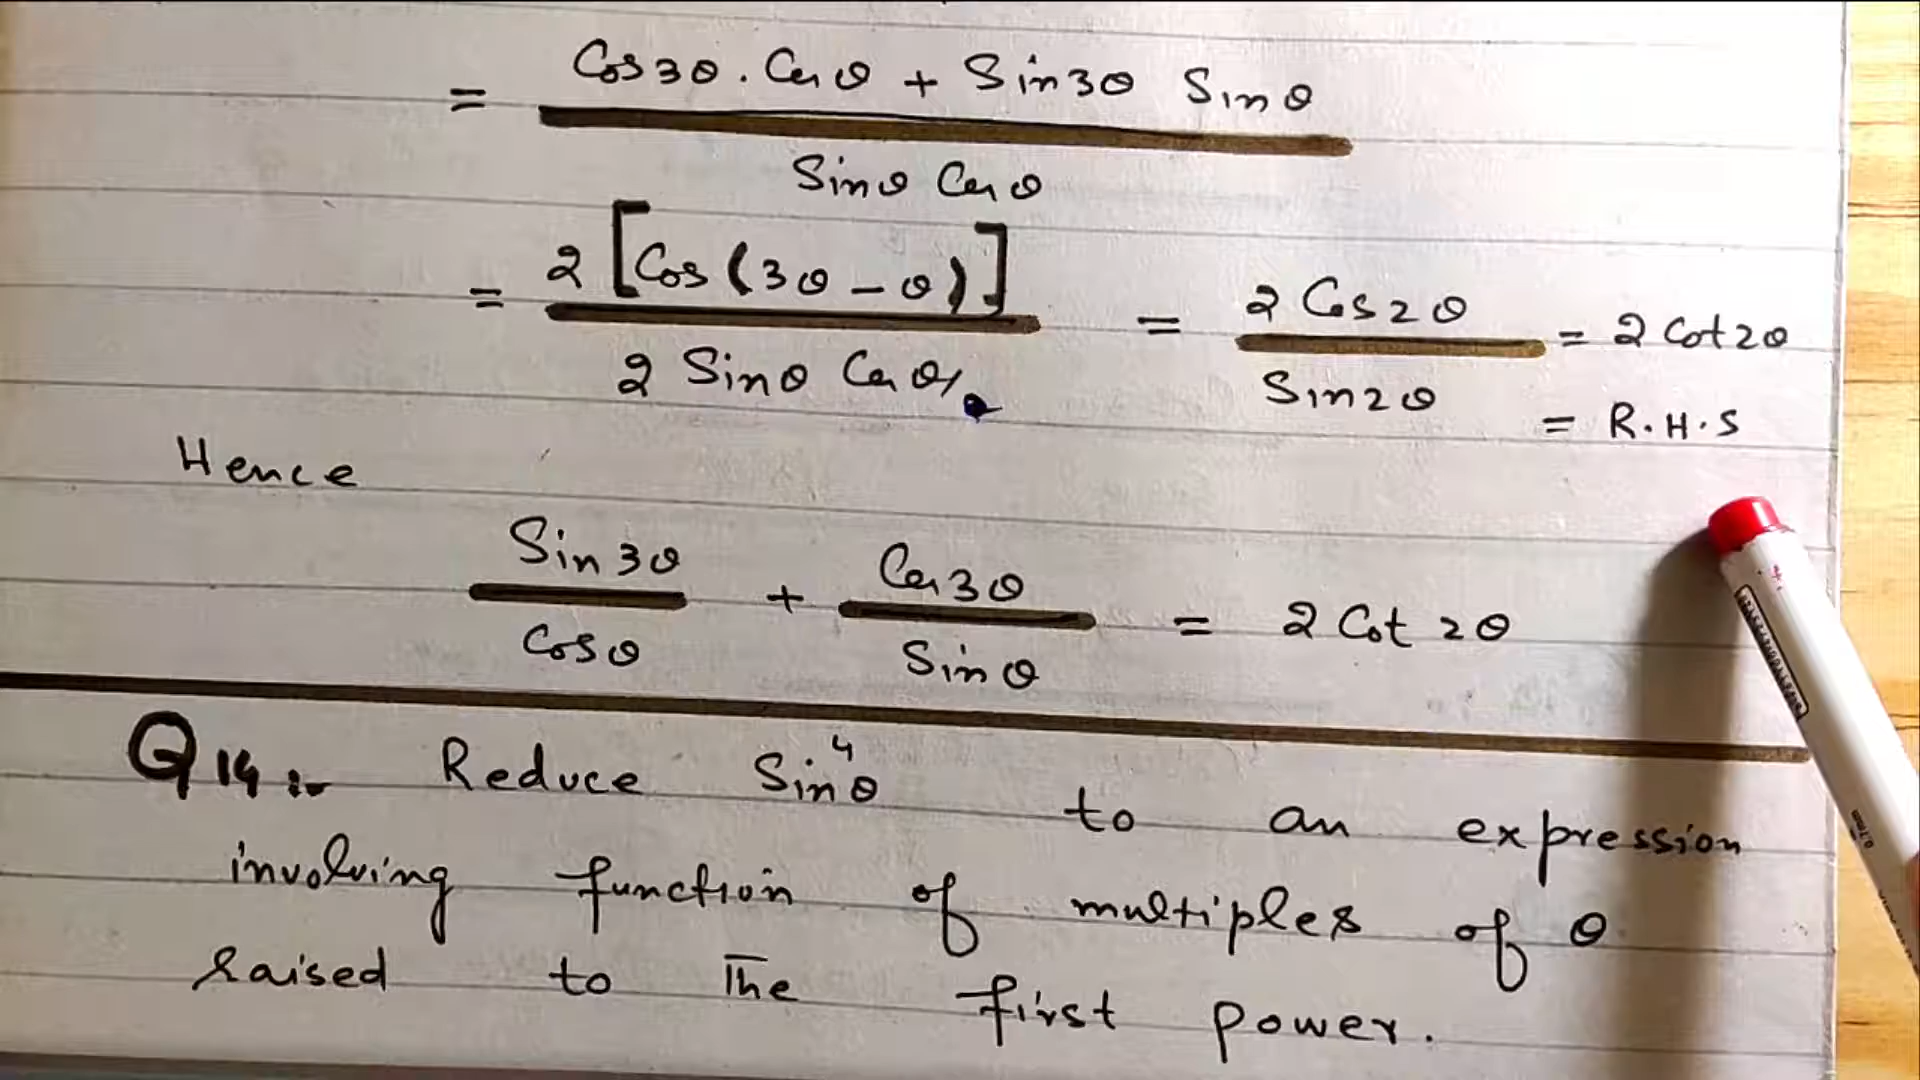 = Cos3θ . Cosθ + Sin3θ Sinθ / Sinθ Cosθ
= 2 [Cos (3θ - θ)] / 2 Sinθ Cosθ = 2 Cos2θ / Sin2θ = 2 Cot2θ
= R.H.S
Hence
Sin3θ / Cosθ + Cos3θ / Sinθ = 2 Cot 2θ
Q14:- Reduce Sin⁴θ to an expression
involving function of multiples of θ
raised to the first power.